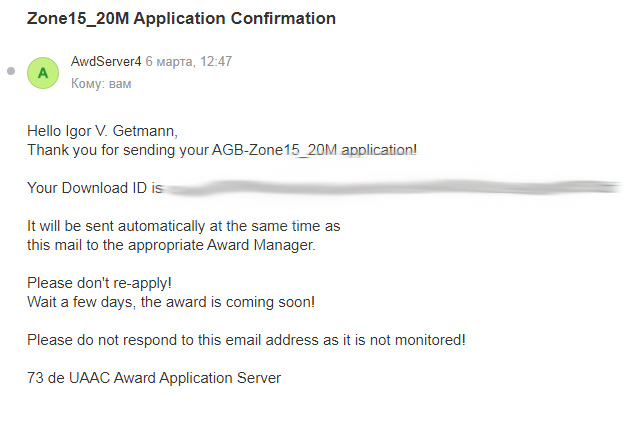 Zone15_20M Application Confirmation
A
AwdServer4 6 марта, 12:47
Кому: вам
Hello Igor V. Getmann,
Thank you for sending your AGB-Zone15_20M application!
Your Download ID is
It will be sent automatically at the same time as
this mail to the appropriate Award Manager.
Please don't re-apply!
Wait a few days, the award is coming soon!
Please do not respond to this email address as it is not monitored!
73 de UAAC Award Application Server